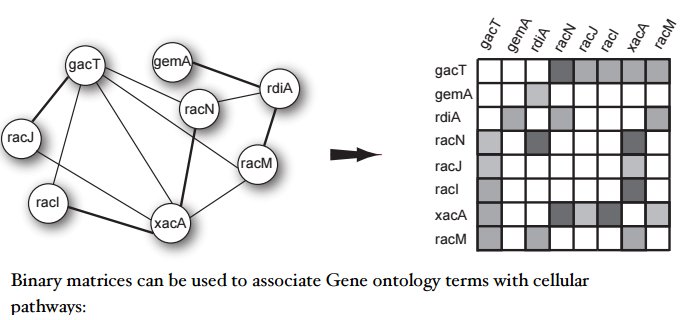 gacT
gemA
rdiA
racN
racJ
racM
racI
xacA
gacT gemA rdiA racN racJ racI xacA racM
gacT
gemA
rdiA
racN
racJ
racI
xacA
racM
Binary matrices can be used to associate Gene ontology terms with cellular
pathways: